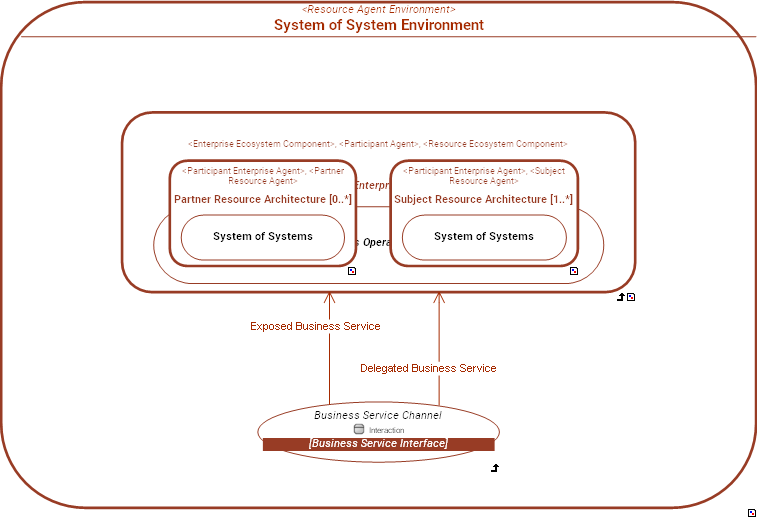 <Resource Agent Environment>
System of System Environment
<Enterprise Ecosystem Component>, <Participant Agent>, <Resource Ecosystem Component>
<Participant Enterprise Agent>, <Partner
Resource Agent>
Partner Resource Architecture [0..*]
System of Systems
<Participant Enterprise Agent>, <Subject
Resource Agent>
Subject Resource Architecture [1..*]
System of Systems
Exposed Business Service
Delegated Business Service
Business Service Channel
Interaction
[Business Service Interface]